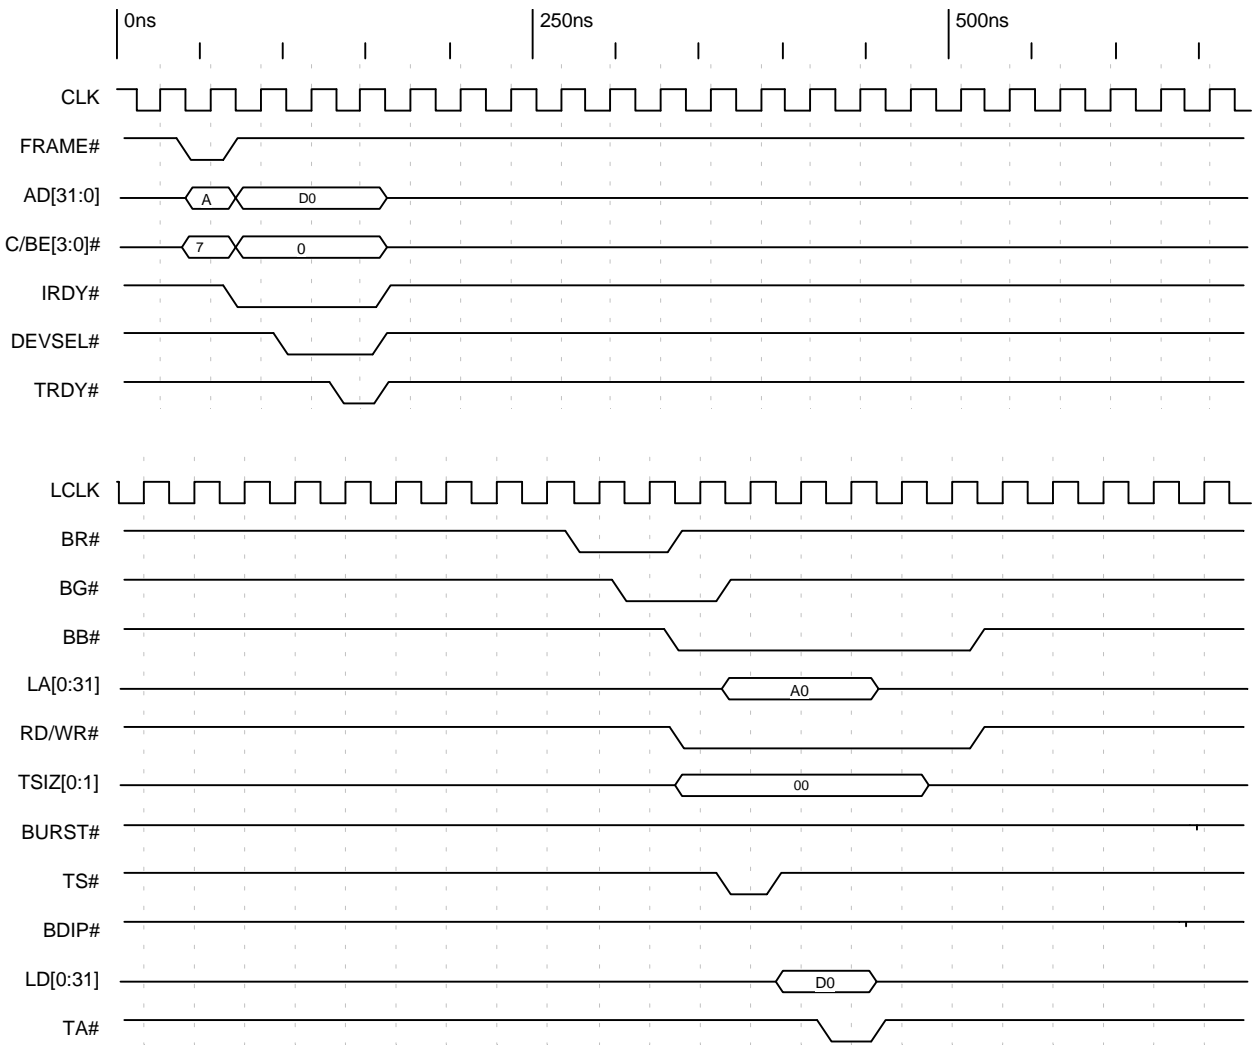 0ns 250ns 500ns
CLK
FRAME#
AD[31:0] A D0
C/BE[3:0]# 7 0
IRDY#
DEVSEL#
TRDY#
LCLK
BR#
BG#
BB#
LA[0:31] A0
RD/WR#
TSIZ[0:1] 00
BURST#
TS#
BDIP#
LD[0:31] D0
TA#